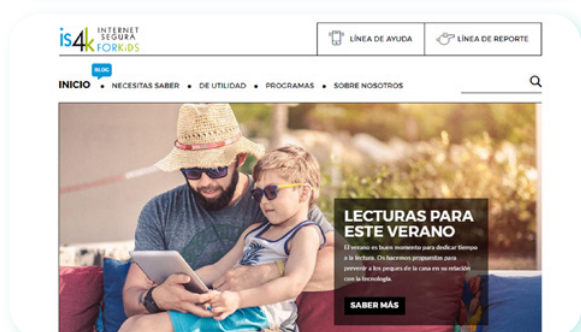 is4k INTERNET
SEGURA
FORKiDS
LÍNEA DE AYUDA
LÍNEA DE REPORTE
BLOG
INICIO • NECESITAS SABER • DE UTILIDAD • PROGRAMAS • SOBRE NOSOTROS
LECTURAS PARA
ESTE VERANO
El verano es buen momento para dedicar tiempo
a la lectura. Os hacemos propuestas para
prevenir a los peques de la casa en su relación
con la tecnología.
SABER MÁS